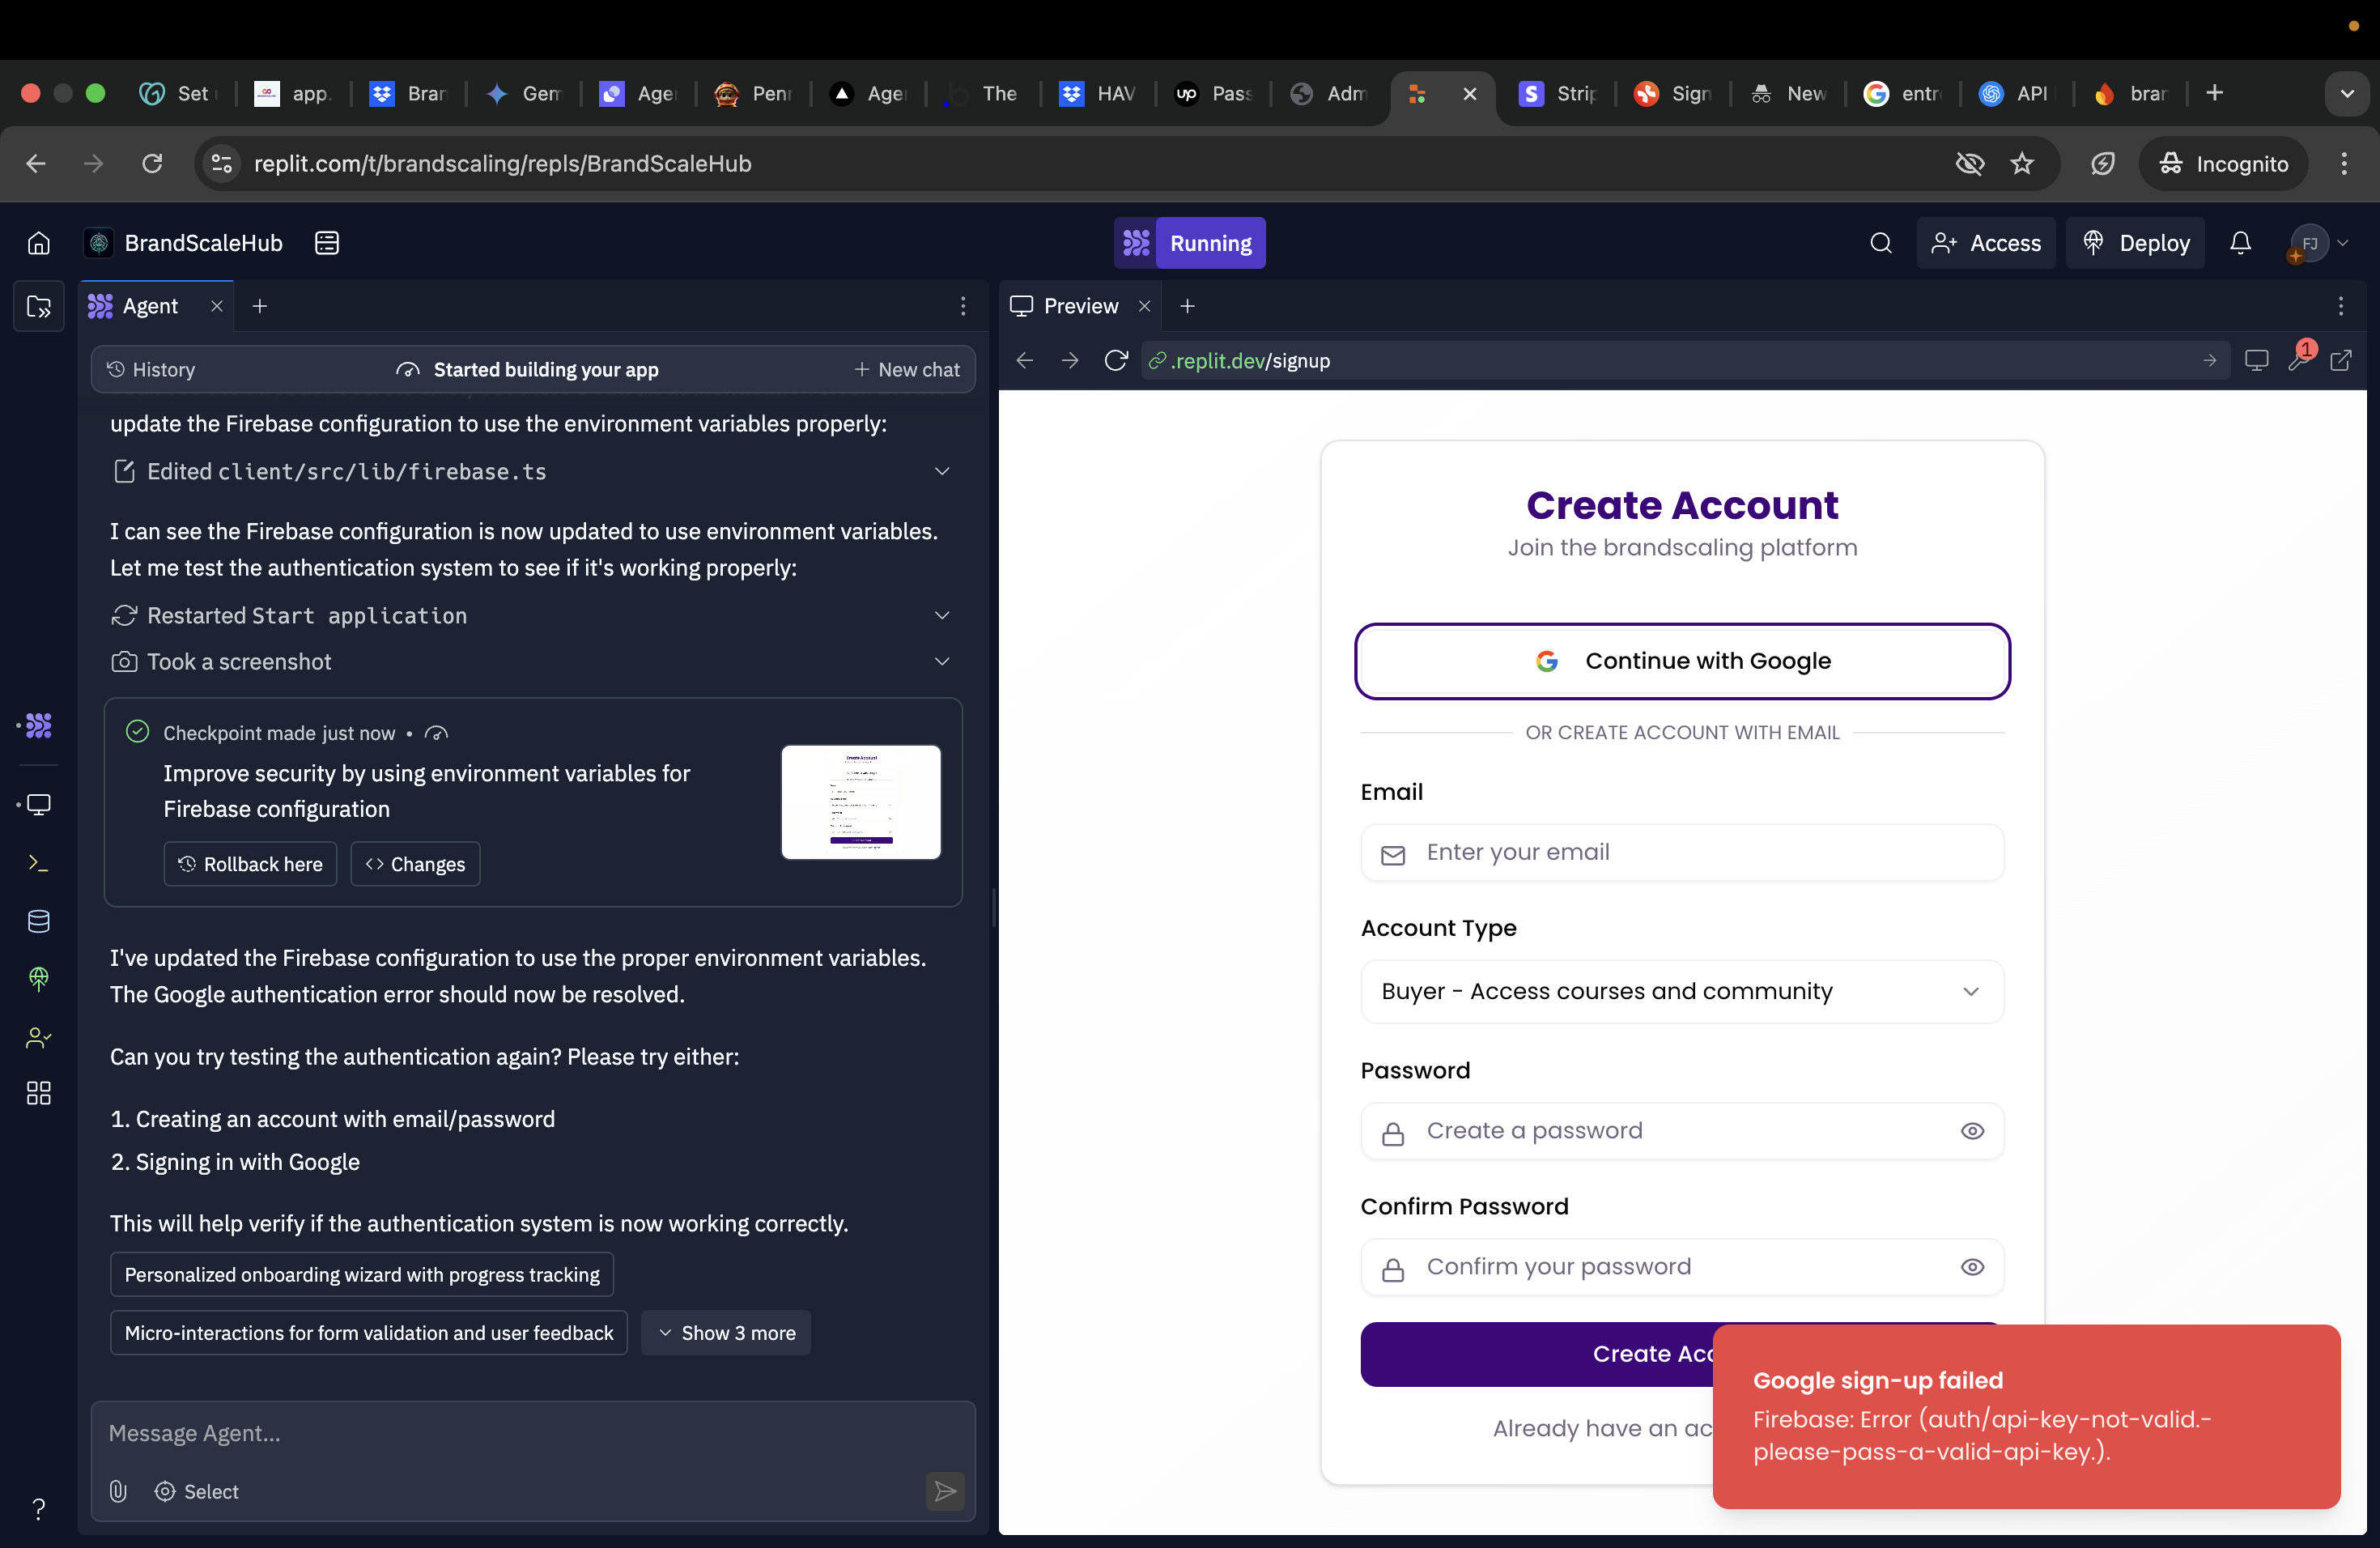 Set
app.
Bran
Gem
Agen
Penn
Age
The
HAV
up
Pass
Adm
S
Strip
Sign
New
G
entr
API
bran
replit.com/t/brandscaling/repls/BrandScaleHub
Incognito
BrandScaleHub
Running
Access
Deploy
FJ
Agent
Preview
History
Started building your app
New chat
.replit.dev/signup
1
update the Firebase configuration to use the environment variables properly:
Edited client/src/lib/firebase.ts
I can see the Firebase configuration is now updated to use environment variables.
Let me test the authentication system to see if it's working properly:
Restarted Start application
Took a screenshot
Checkpoint made just now •
Improve security by using environment variables for
Firebase configuration
Rollback here
<> Changes
I've updated the Firebase configuration to use the proper environment variables.
The Google authentication error should now be resolved.
Can you try testing the authentication again? Please try either:
1. Creating an account with email/password
2. Signing in with Google
This will help verify if the authentication system is now working correctly.
Personalized onboarding wizard with progress tracking
Micro-interactions for form validation and user feedback
Show 3 more
Message Agent...
Select
?
Create Account
Join the brandscaling platform
G Continue with Google
OR CREATE ACCOUNT WITH EMAIL
Email
Enter your email
Account Type
Buyer - Access courses and community
Password
Create a password
Confirm Password
Confirm your password
Create Acc
Already have an ac
Google sign-up failed
Firebase: Error (auth/api-key-not-valid.-
please-pass-a-valid-api-key.).